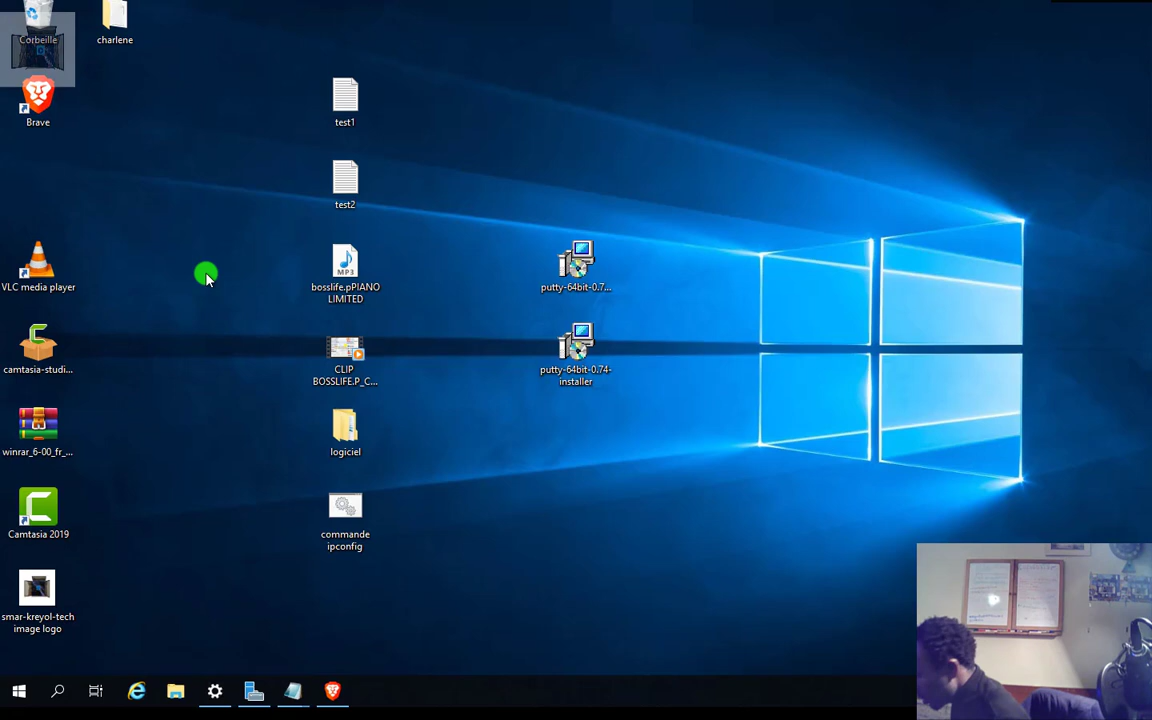 Corbeille
charlene
Brave
test1
test2
VLC media player
MP3
bosslife.pPIANO
LIMITED
putty-64bit-0.7...
camtasia-studi...
CLIP
BOSSLIFE.P_C...
putty-64bit-0.74-
installer
winrar_6-00_fr_...
logiciel
Camtasia 2019
commande
ipconfig
smar-kreyol-tech
image logo